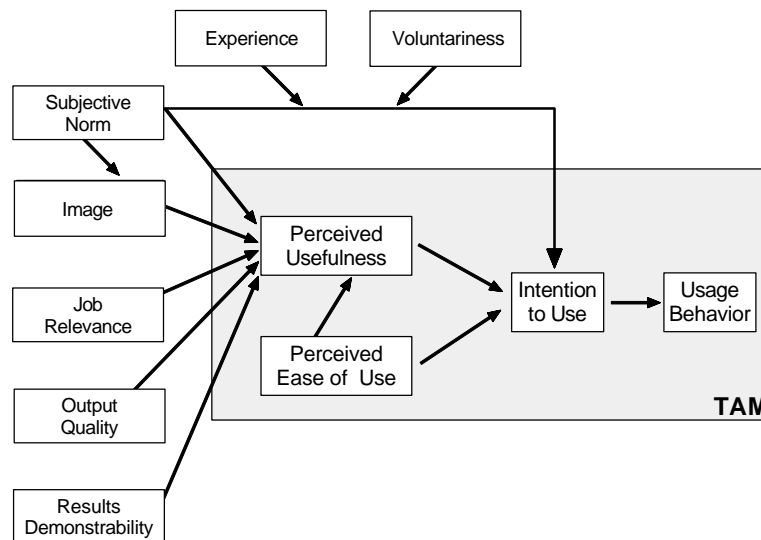 Experience
Voluntariness
Subjective
Norm
Image
Perceived
Usefulness
Job
Relevance
Intention
to Use
Usage
Behavior
Perceived
Ease of Use
Output
Quality
TAM
Results
Demonstrability